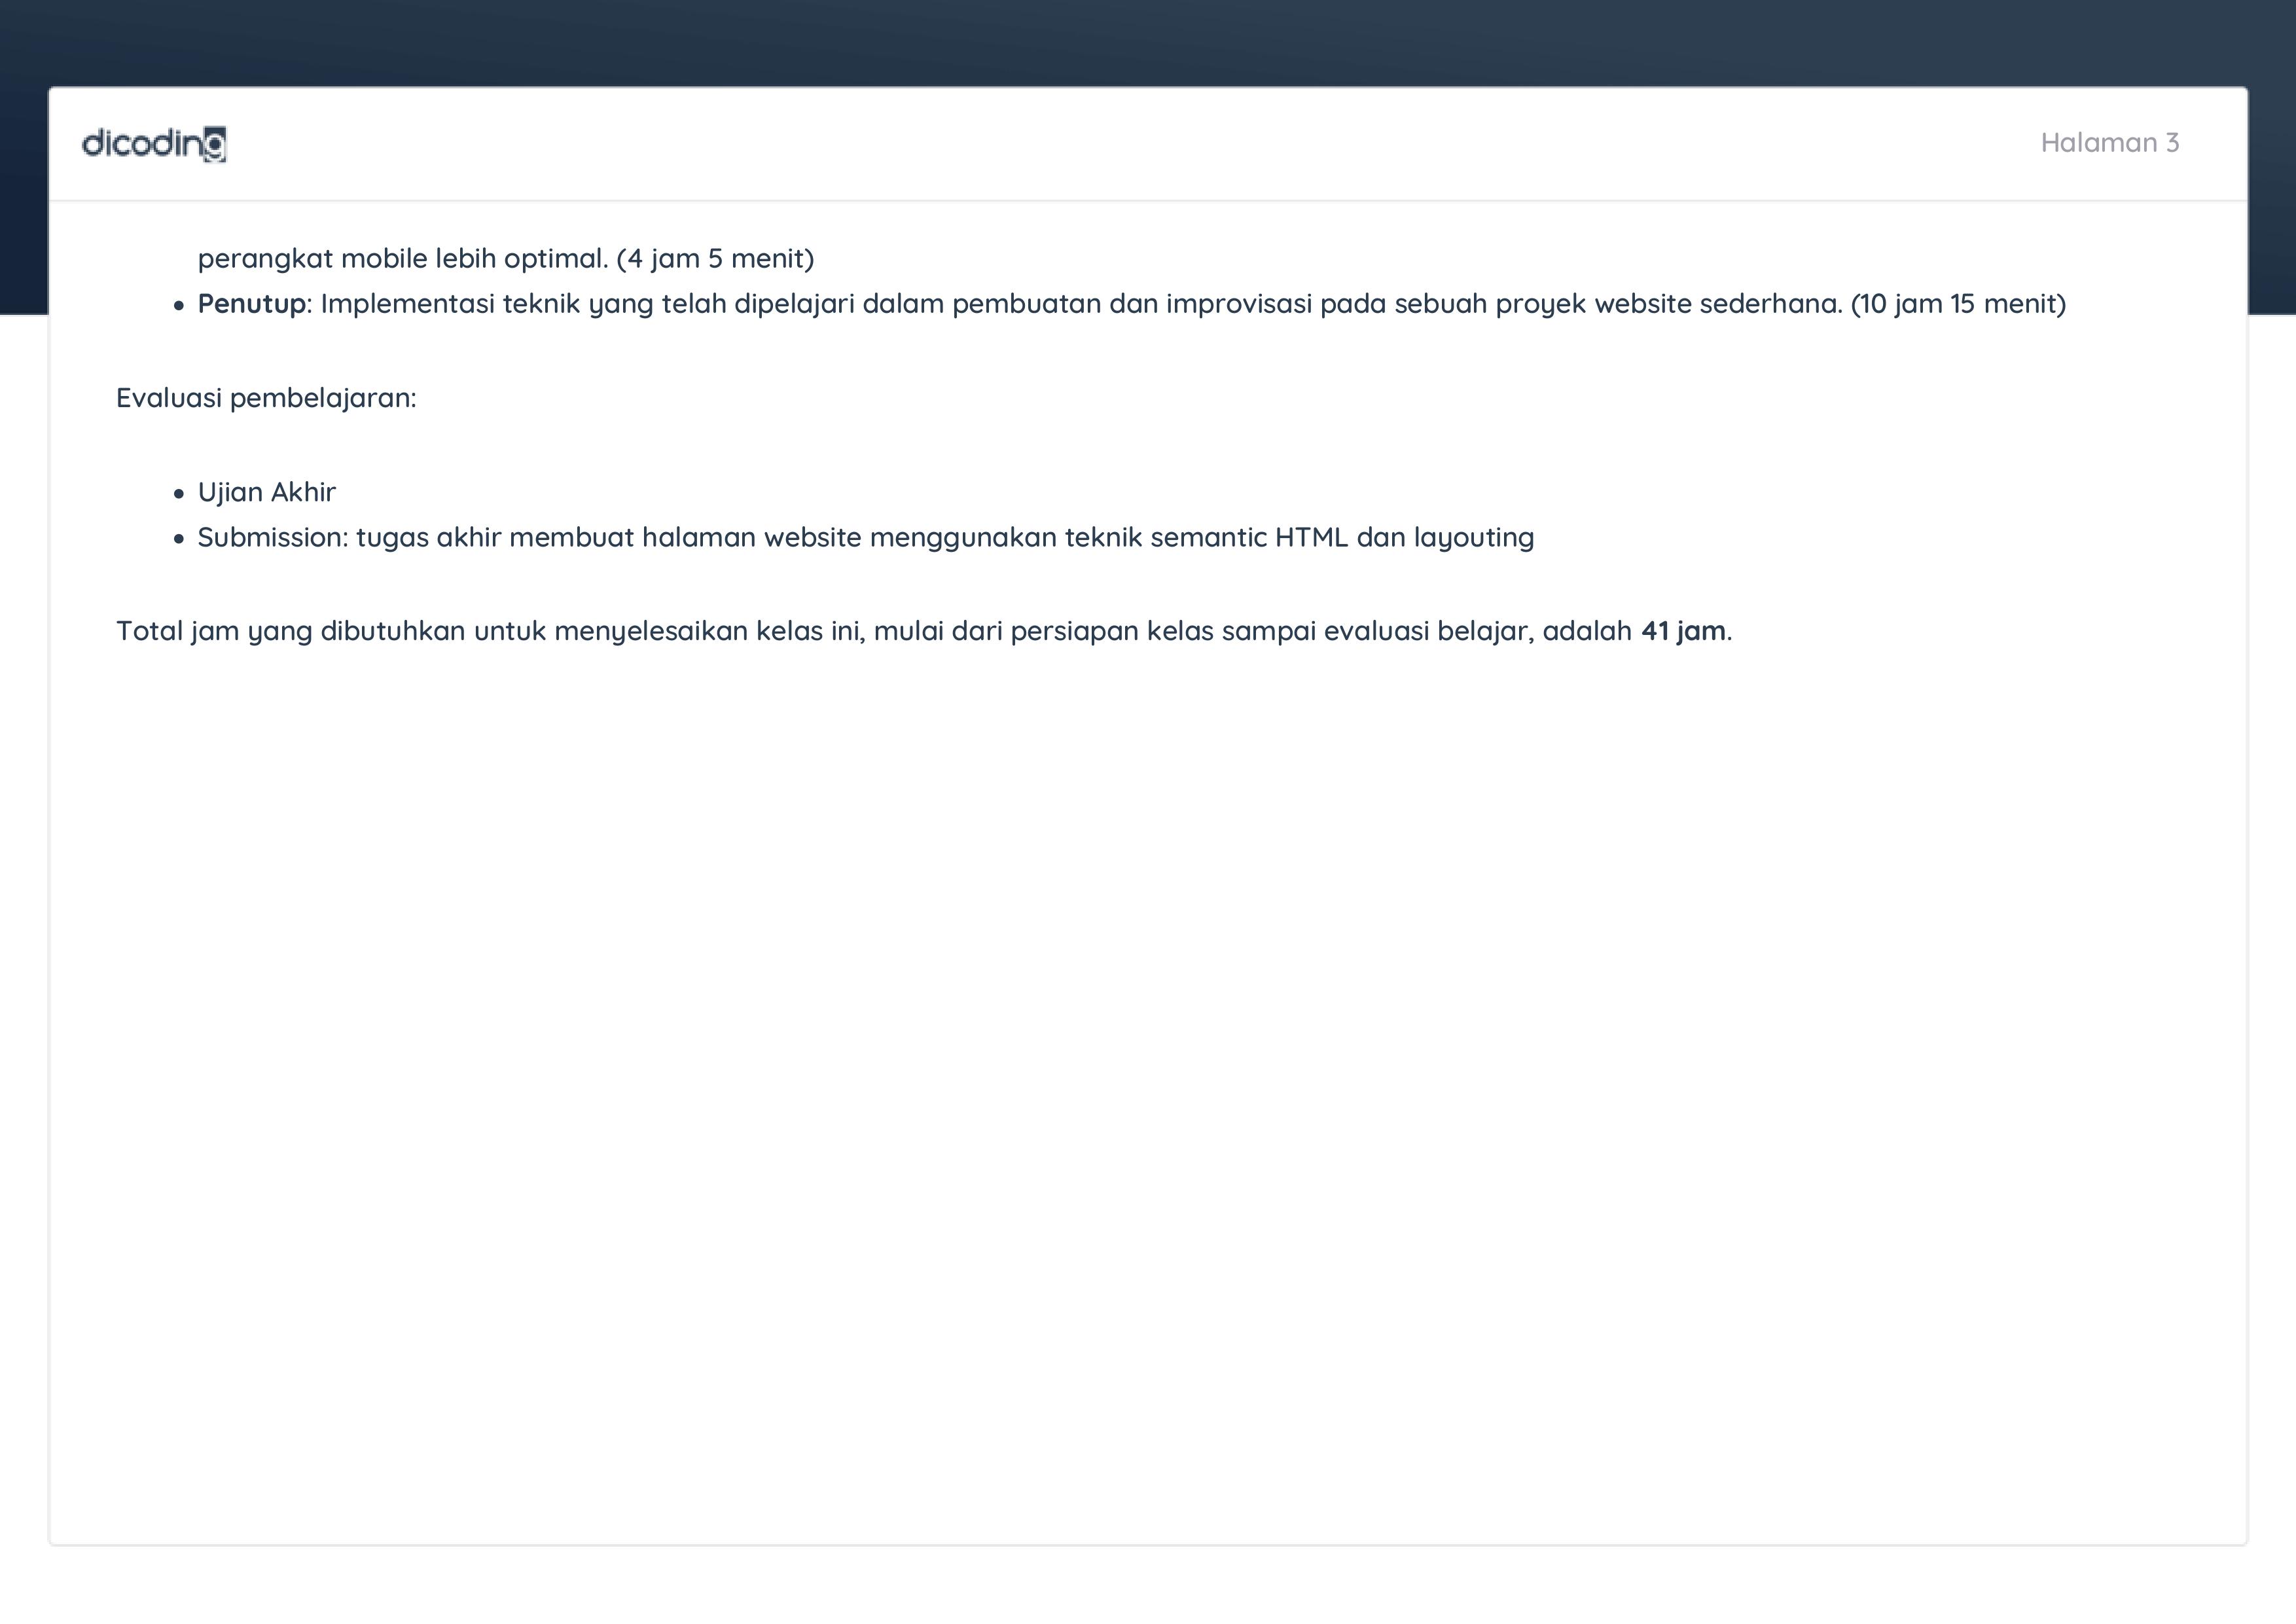 dicoding
Halaman 3
perangkat mobile lebih optimal. (4 jam 5 menit)
• Penutup: Implementasi teknik yang telah dipelajari dalam pembuatan dan improvisasi pada sebuah proyek website sederhana. (10 jam 15 menit)
Evaluasi pembelajaran:
• Ujian Akhir
• Submission: tugas akhir membuat halaman website menggunakan teknik semantic HTML dan layouting
Total jam yang dibutuhkan untuk menyelesaikan kelas ini, mulai dari persiapan kelas sampai evaluasi belajar, adalah 41 jam.